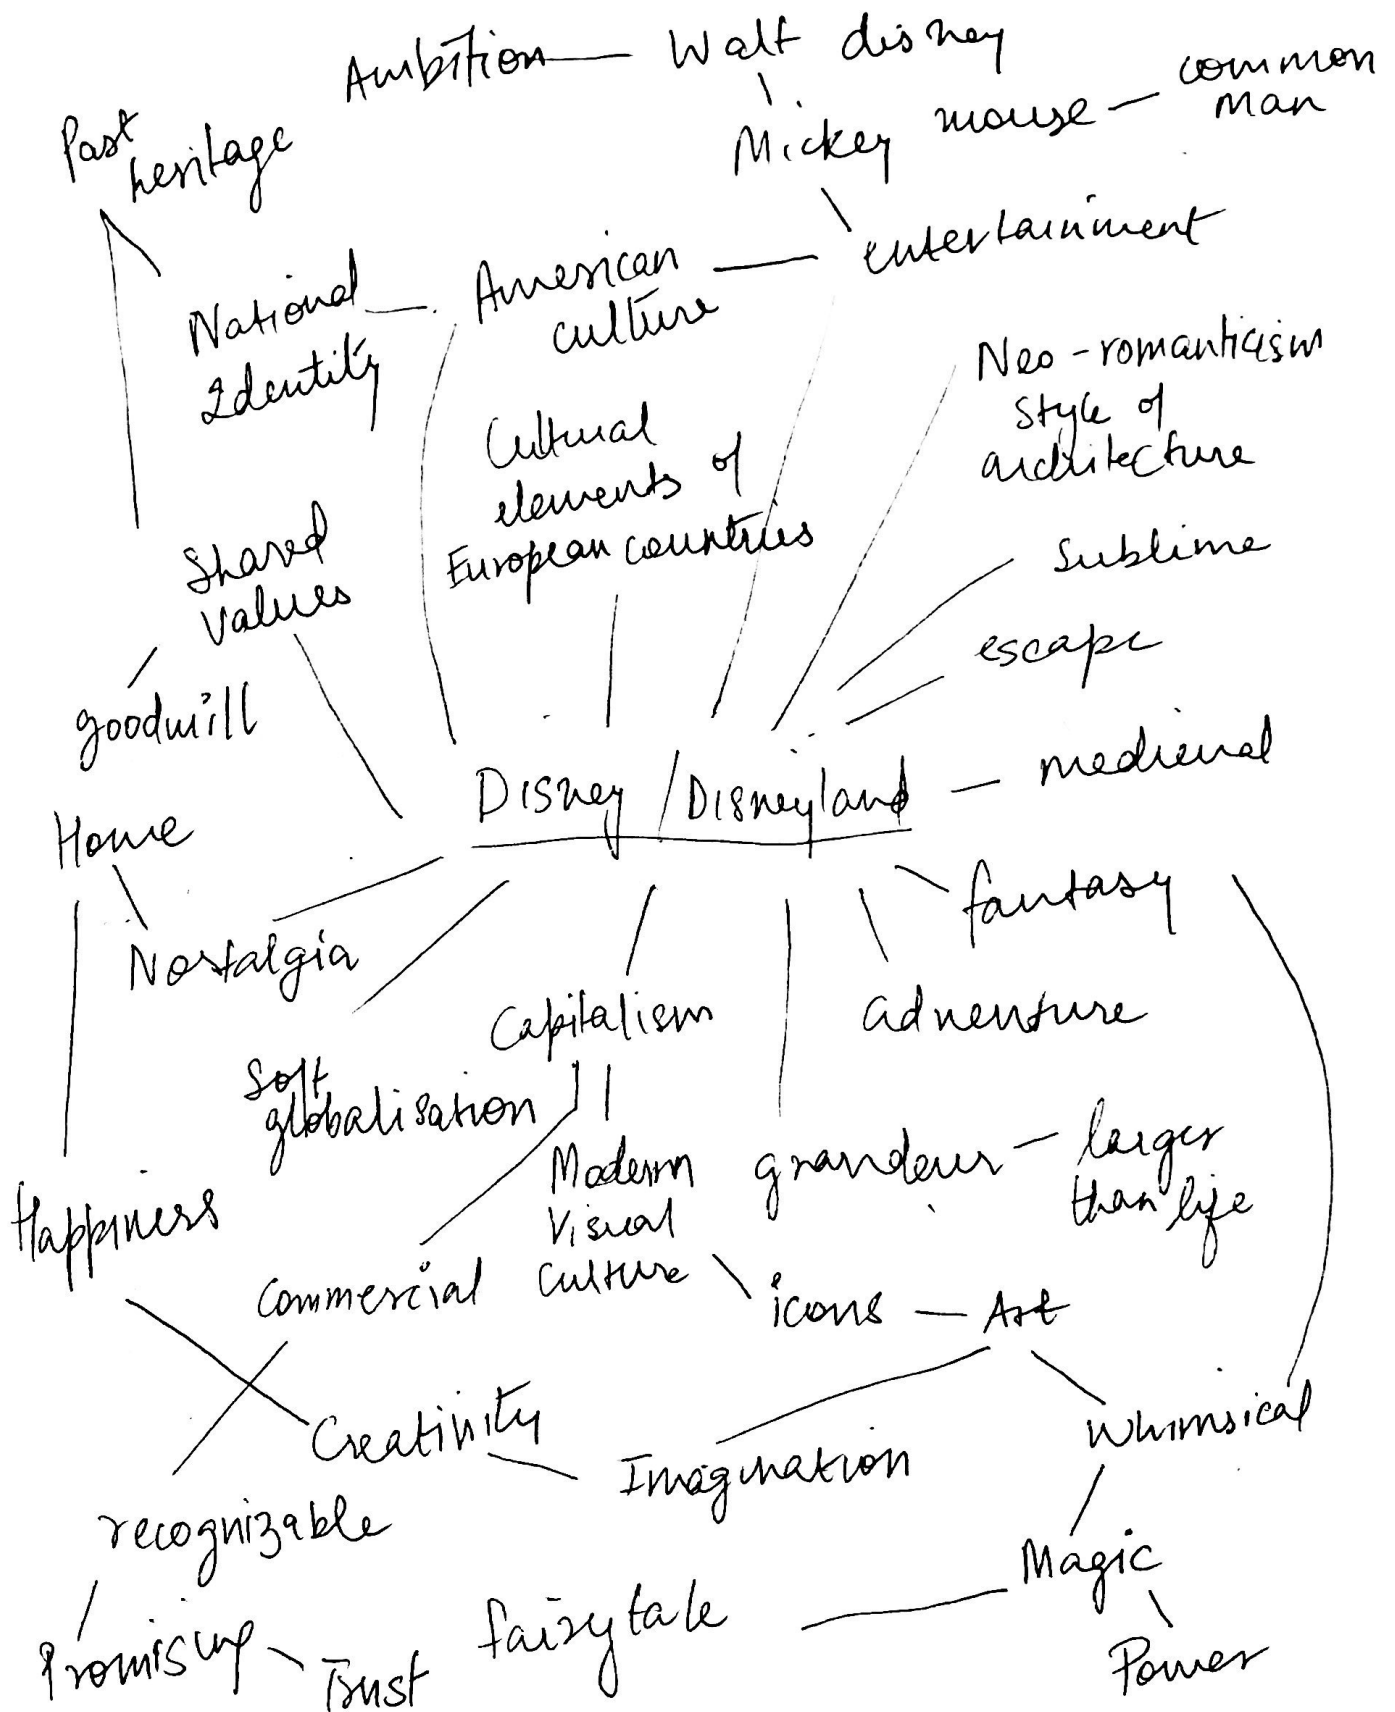 Ambition Walt disney
common
man
Mickey mouse
Past
heritage
entertainment
American
culture
National
Identity
Neo-romanticism
style of
architecture
Cultural
elements of
European countries
Sublime
Shared
values
escape
goodwill
medieval
Disney / Disneyland
Home
fantasy
Nostalgia
Capitalism
adventure
Soft
globalisation
Modern
Visual
Culture
grandeur
larger
than life
Happiness
Commercial
icons
Art
Creativity
Whimsical
Imagination
recognizable
Magic
fairytale
Promising
Trust
Power